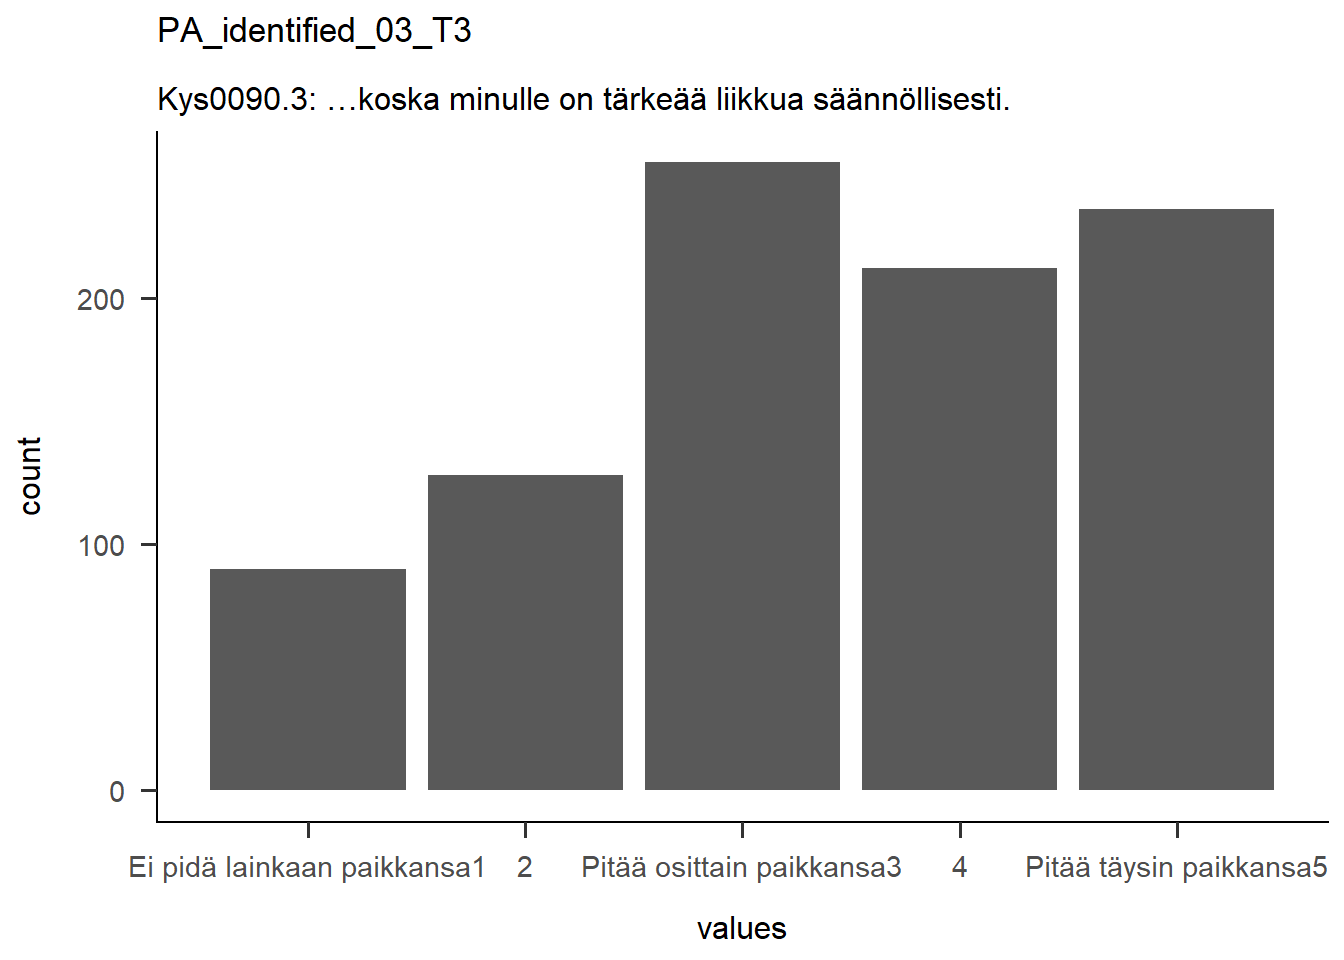 PA_identified_03_T3
Kys0090.3: …koska minulle on tärkeää liikkua säännöllisesti.
count
200
100
0
Ei pidä lainkaan paikkansa1 2 Pitää osittain paikkansa3 4 Pitää täysin paikkansa5
values